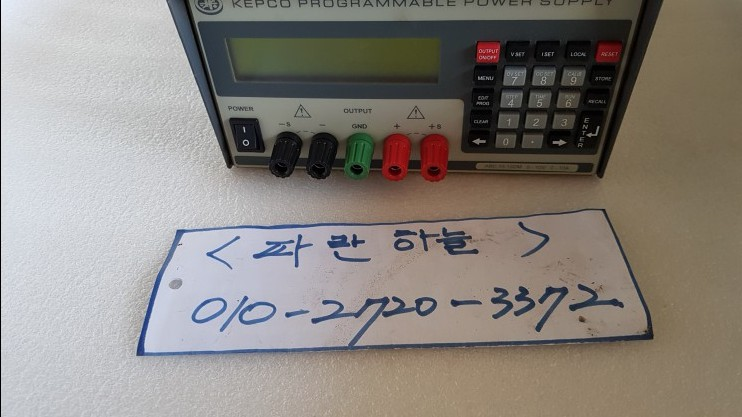 KEPCO PROGRAMMABLE POWER SUPPLY
OUTPUT ON/OFF
V SET
I SET
LOCAL
RESET
MENU
7
8
9
STORE
EDIT PROG
4
5
6
RECALL
CLEAR
1
2
3
ENTER
0
POWER
OUTPUT
-S
-
GND
+
+S
I
O
< 파란하늘 >
010-2720-3372